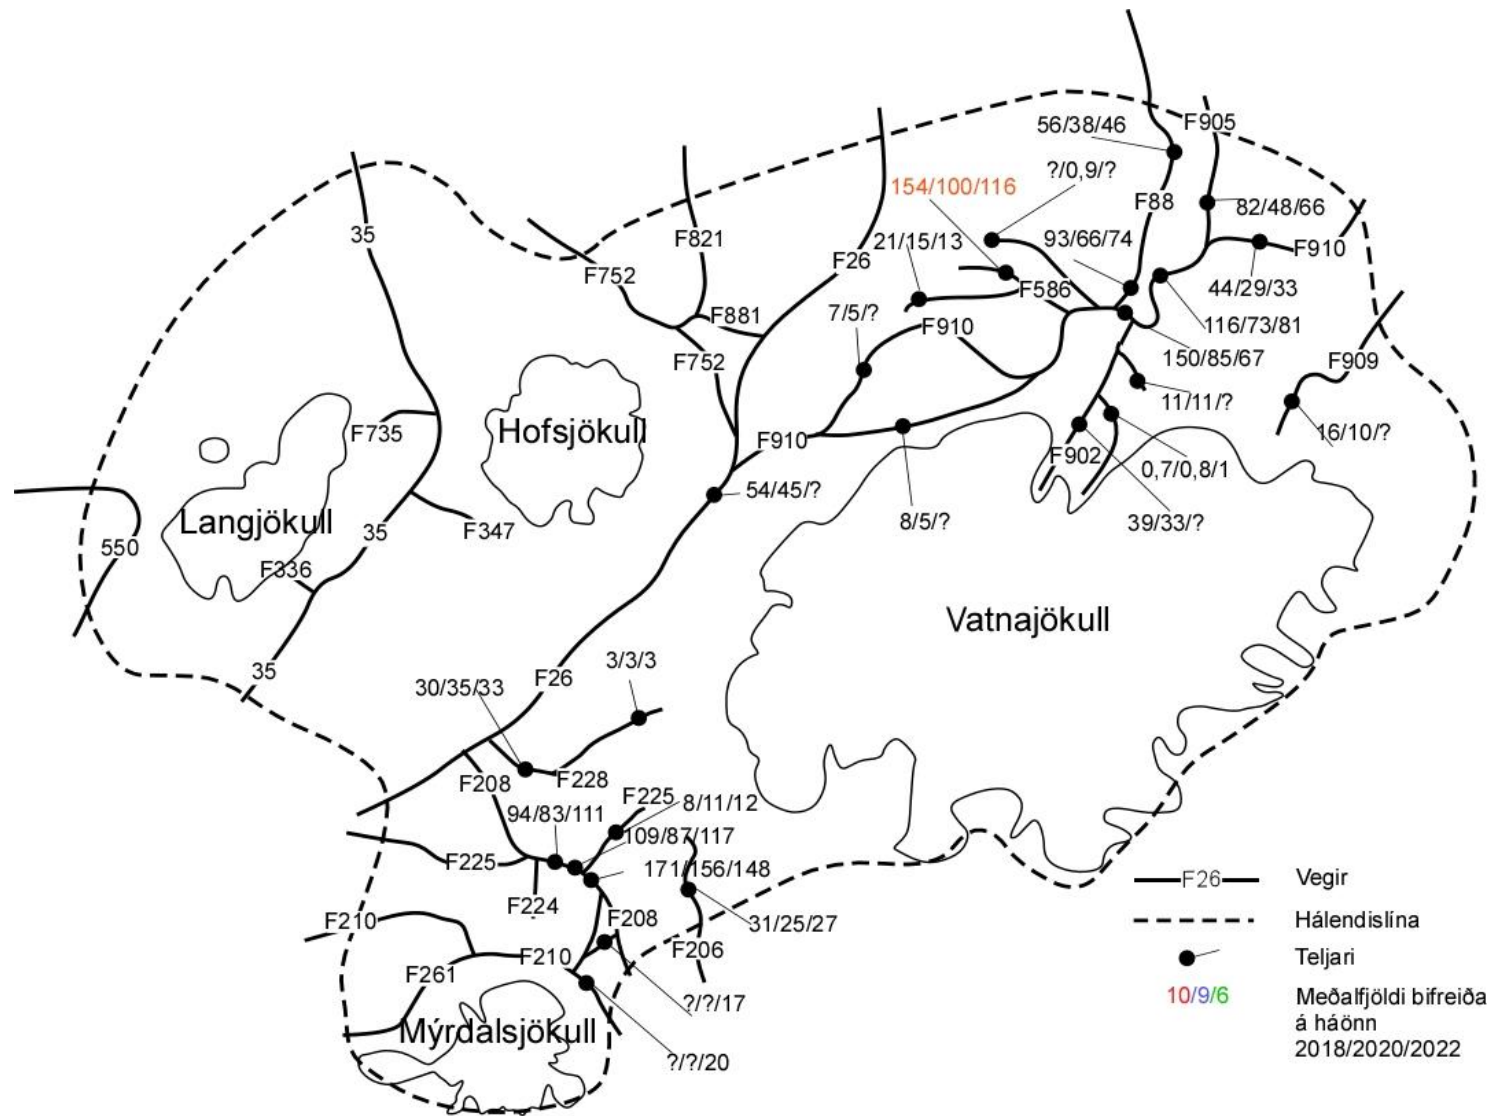 F905
56/38/46
?/0,9/?
154/100/116
F88
82/48/66
35
F821
21/15/13
93/66/74
F910
F752
F26
F586
44/29/33
7/5/?
F881
F910
116/73/81
F752
150/85/67
F909
11/11/?
F735
Hofsjökull
16/10/?
F910
F902
0,7/0,8/1
54/45/?
8/5/?
39/33/?
Langjökull
35
F347
550
F336
Vatnajökull
35
F26
3/3/3
30/35/33
F208
F228
94/83/111
F225
8/11/12
109/87/117
F225
171/156/148
F224
F210
F208
31/25/27
F206
F210
F261
?/?/17
Mýrdalsjökull
?/?/20
F26
Vegir
Hálendislína
Teljari
10/9/6
Meðalfjöldi bifreiða
á háönn
2018/2020/2022